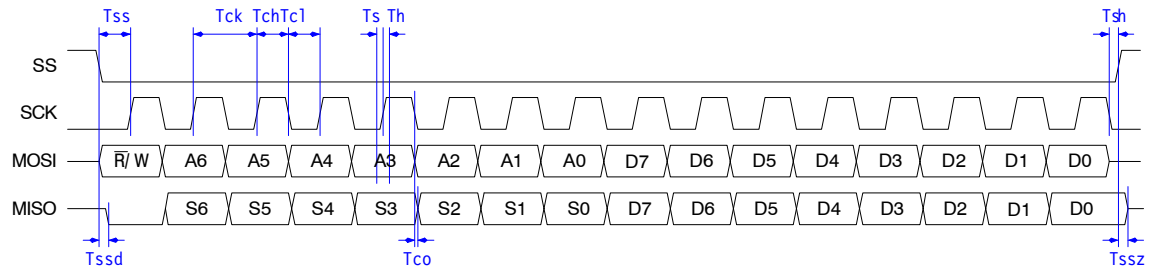 Tss Tck Tch Tcl Ts Th Tsh
SS
SCK
MOSI R̅/W A6 A5 A4 A3 A2 A1 A0 D7 D6 D5 D4 D3 D2 D1 D0
MISO S6 S5 S4 S3 S2 S1 S0 D7 D6 D5 D4 D3 D2 D1 D0
Tssd Tco Tssz